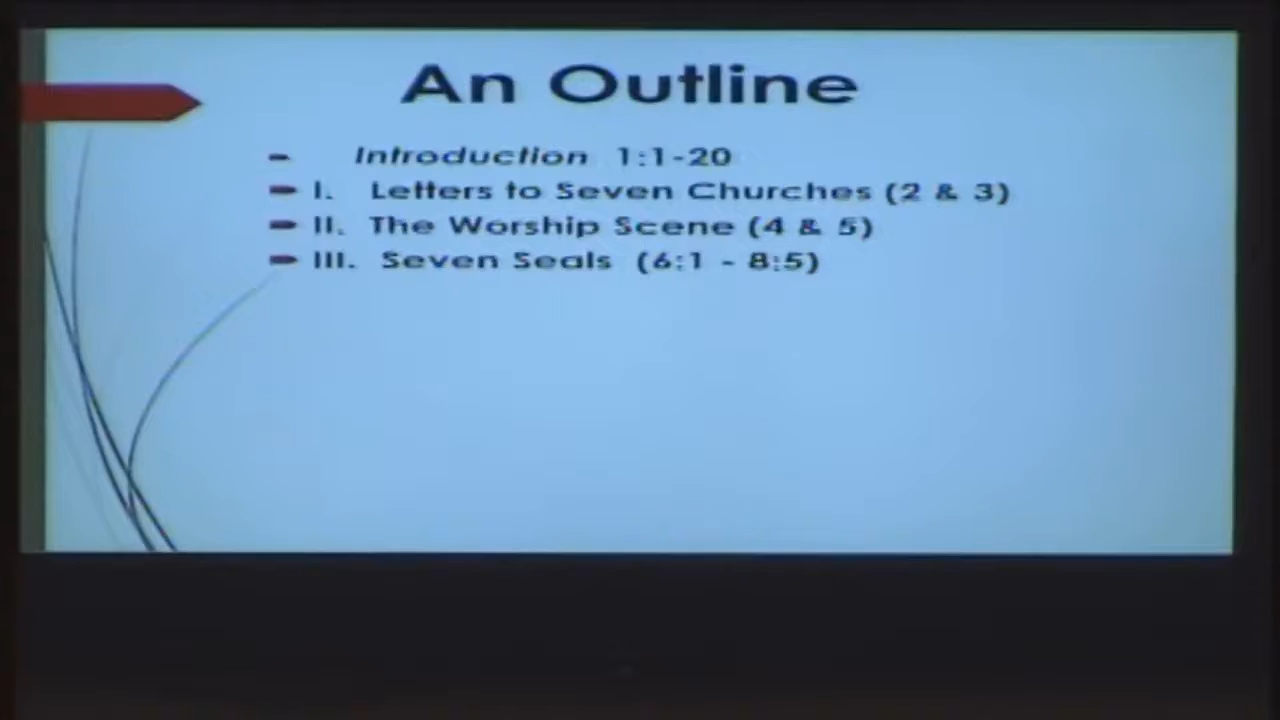 An Outline
Introduction 1:1-20
I. Letters to Seven Churches (2 & 3)
II. The Worship Scene (4 & 5)
III. Seven Seals (6:1 - 8:5)